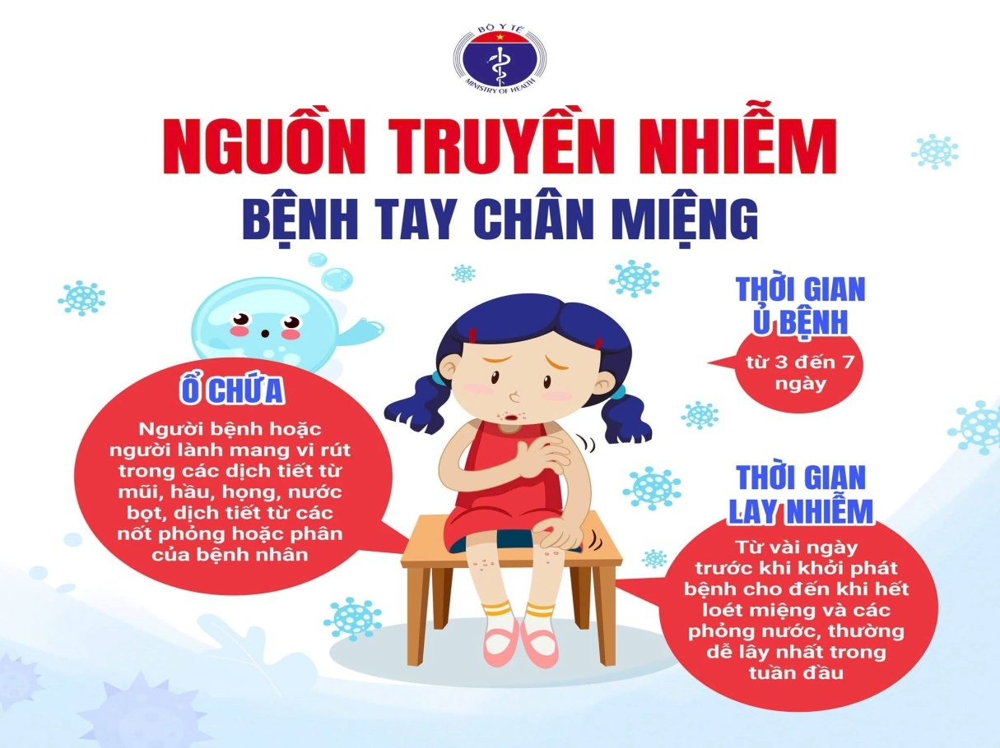 BỘ Y TẾ
MINISTRY OF HEALTH
NGUỒN TRUYỀN NHIỄM
BỆNH TAY CHÂN MIỆNG
Ổ CHỨA
Người bệnh hoặc
người lành mang vi rút
trong các dịch tiết từ
mũi, hầu, họng, nước
bọt, dịch tiết từ các
nốt phỏng hoặc phân
của bệnh nhân
THỜI GIAN
Ủ BỆNH
từ 3 đến 7
ngày
THỜI GIAN
LAY NHIỄM
Từ vài ngày
trước khi khởi phát
bệnh cho đến khi hết
loét miệng và các
phỏng nước, thường
dễ lây nhất trong
tuần đầu